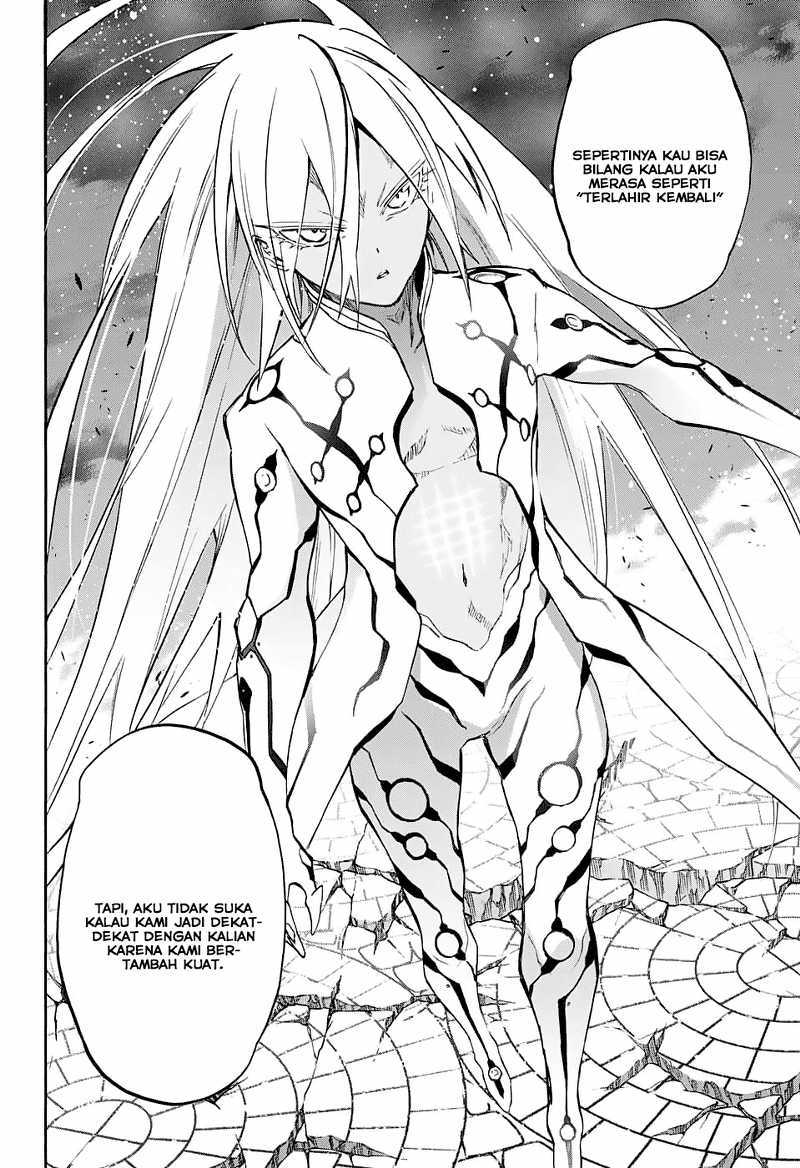 SEPERTINYA KAU BISA
BILANG KALAU AKU
MERASA SEPERTI
"TERLAHIR KEMBALI"
TAPI, AKU TIDAK SUKA
KALAU KAMI JADI DEKAT-
DEKAT DENGAN KALIAN
KARENA KAMI BER-
TAMBAH KUAT.